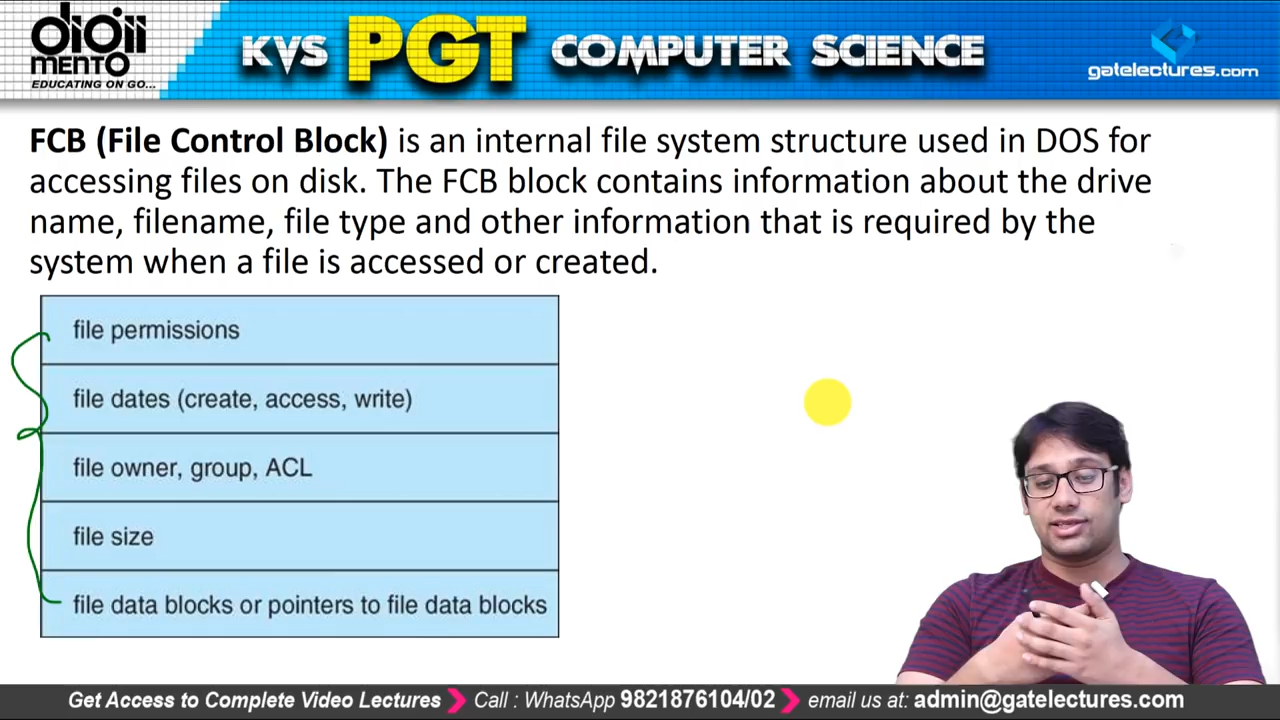 digii
MENTO
EDUCATING ON GO...
KVS PGT COMPUTER SCIENCE
gatelectures.com
FCB (File Control Block) is an internal file system structure used in DOS for
accessing files on disk. The FCB block contains information about the drive
name, filename, file type and other information that is required by the
system when a file is accessed or created.
file permissions
file dates (create, access, write)
file owner, group, ACL
file size
file data blocks or pointers to file data blocks
Get Access to Complete Video Lectures Call : WhatsApp 9821876104/02 email us at: admin@gatelectures.com